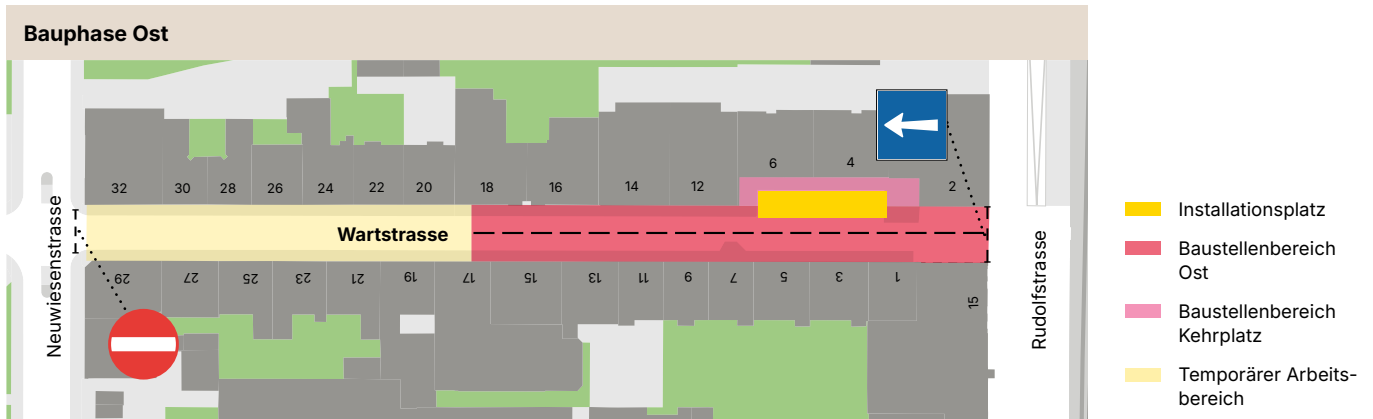 Bauphase Ost
6
4
32
30
28
26
24
22
20
18
16
14
12
2
Neuwiesenstrasse
Wartstrasse
Rudolfstrasse
29
27
25
23
21
19
17
15
13
11
9
7
5
3
1
15
Installationsplatz
Baustellenbereich
Ost
Baustellenbereich
Kehrplatz
Temporärer Arbeits-
bereich